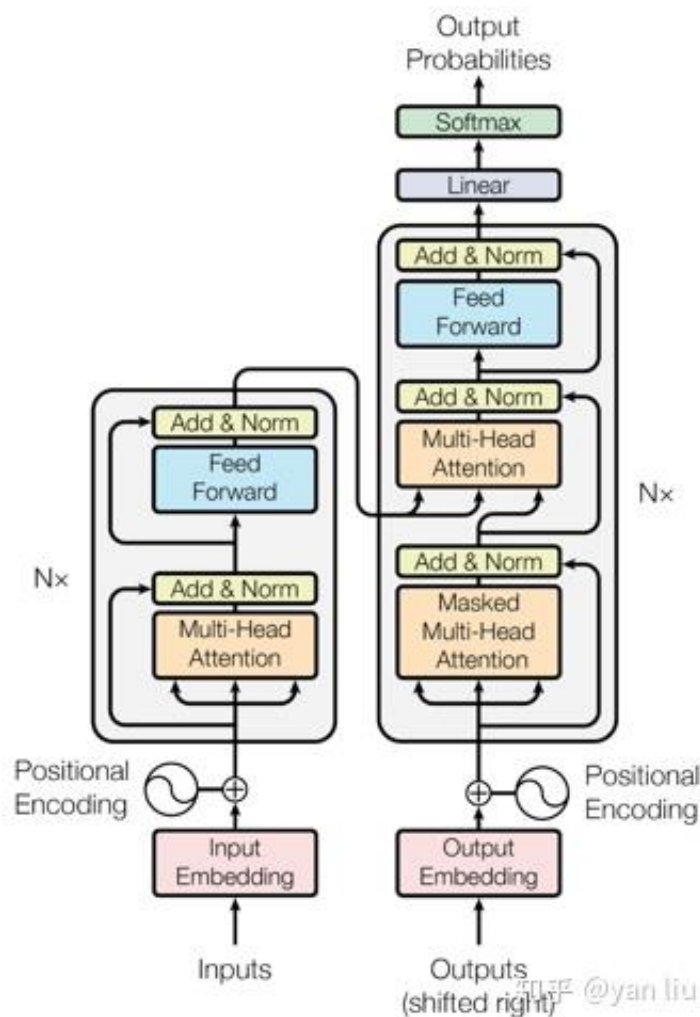 Output
Probabilities
Softmax
Linear
Add & Norm
Feed
Forward
Add & Norm
Multi-Head
Attention
Add & Norm
Masked
Multi-Head
Attention
N×
Add & Norm
Feed
Forward
Add & Norm
Multi-Head
Attention
N×
Positional
Encoding
Positional
Encoding
Input
Embedding
Output
Embedding
Inputs
Outputs
(shifted right)
知乎 @yan liu